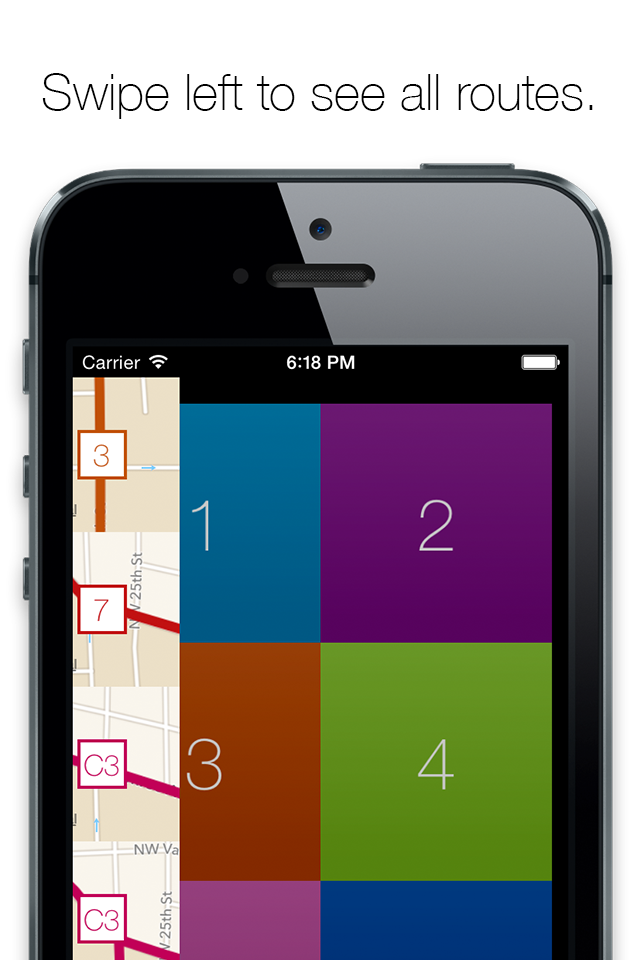 Swipe left to see all routes.
Carrier 6:18 PM
3
1
2
NW 25th St
7
3
4
C3
NW Va
C3
V 25th St